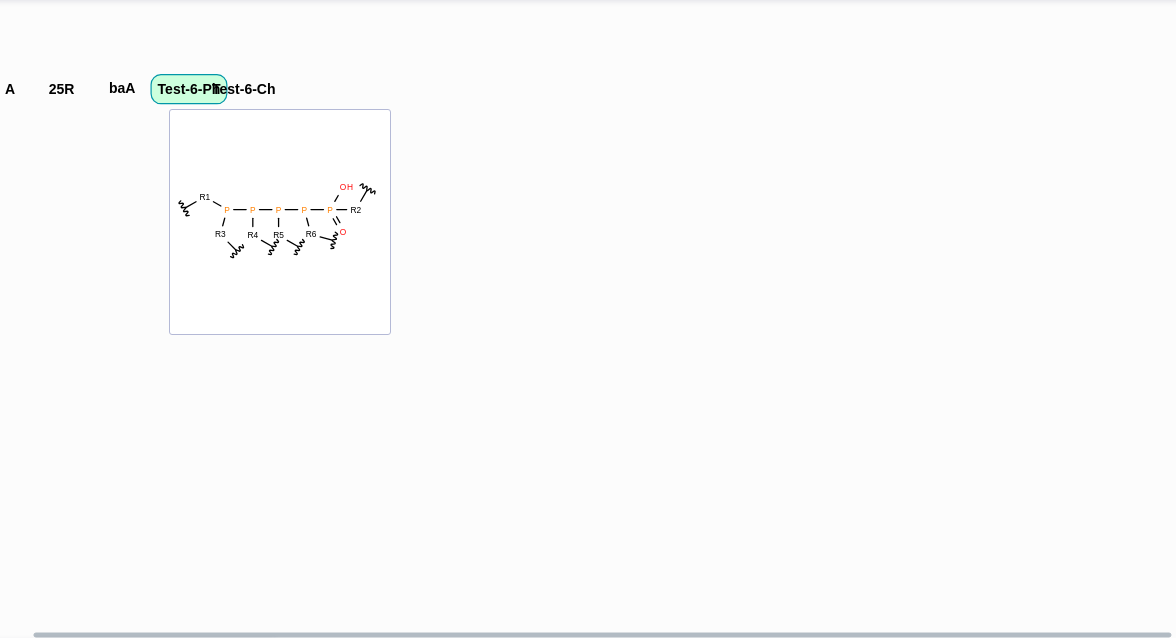 A 25R baA Test-6-Ph Test-6-Ch
OH
R1
P P P P P R2
R3 R4 R5 R6 O